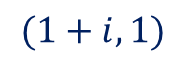 (1 + i, 1)